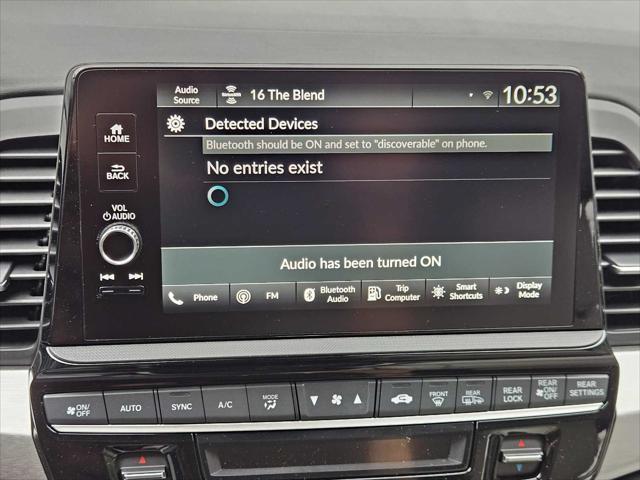 Audio
Source
SIRIUSXM
16 The Blend
10:53
HOME
Detected Devices
Bluetooth should be ON and set to "discoverable" on phone.
BACK
No entries exist
VOL
AUDIO
Audio has been turned ON
Phone
FM
Bluetooth
Audio
Trip
Computer
Smart
Shortcuts
Display
Mode
ON/
OFF
AUTO
SYNC
A/C
MODE
FRONT
REAR
REAR
LOCK
REAR
ON/
OFF
REAR
SETTINGS